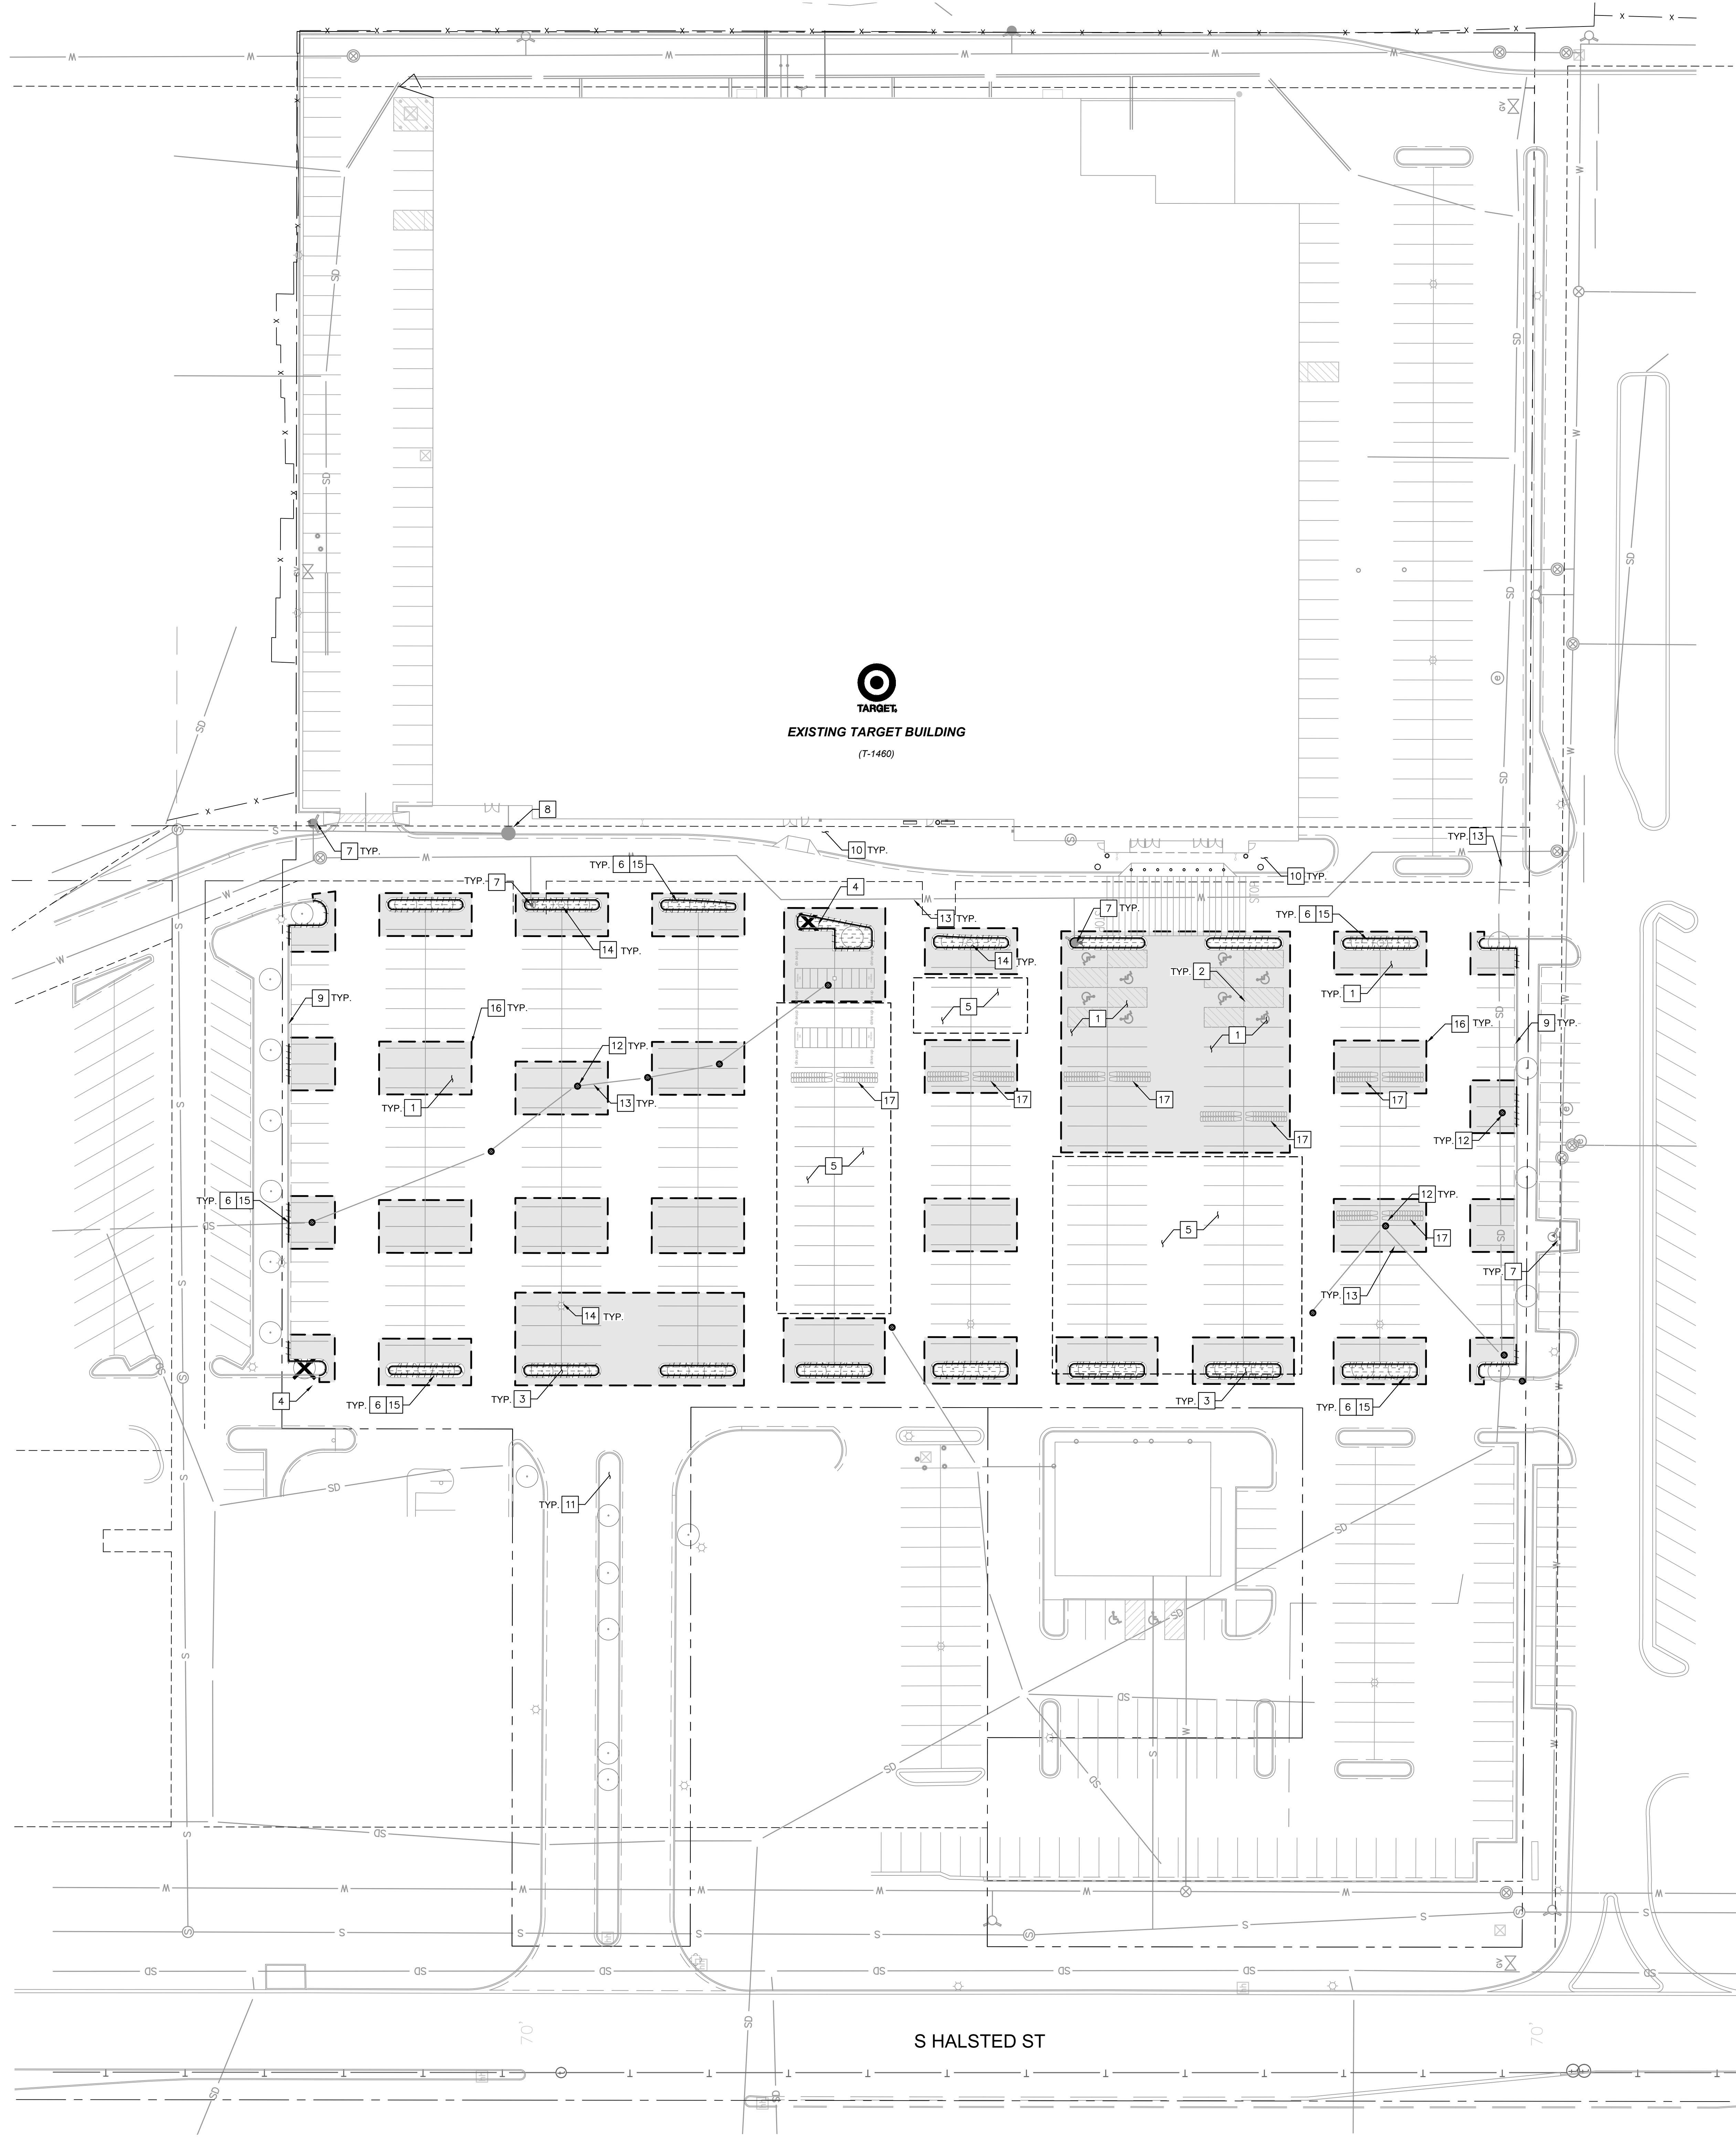 TARGET
EXISTING TARGET BUILDING
(T-1460)
8
7 TYP.
10 TYP.
TYP. 6 15
TYP. 13
10 TYP.
TYP. 7
4
13 TYP.
7 TYP.
TYP. 6 15
14 TYP.
14 TYP.
TYP. 2
TYP. 1
9 TYP.
16 TYP.
5
1
1
16 TYP.
9 TYP.
12 TYP.
TYP. 1
13 TYP.
17
17
17
17
17
TYP. 12
5
TYP. 6 15
12 TYP.
5
17
TYP. 7
TYP. 13
14 TYP.
4
TYP. 6 15
TYP. 3
TYP. 3
TYP. 6 15
TYP. 11
S HALSTED ST
70'
70'